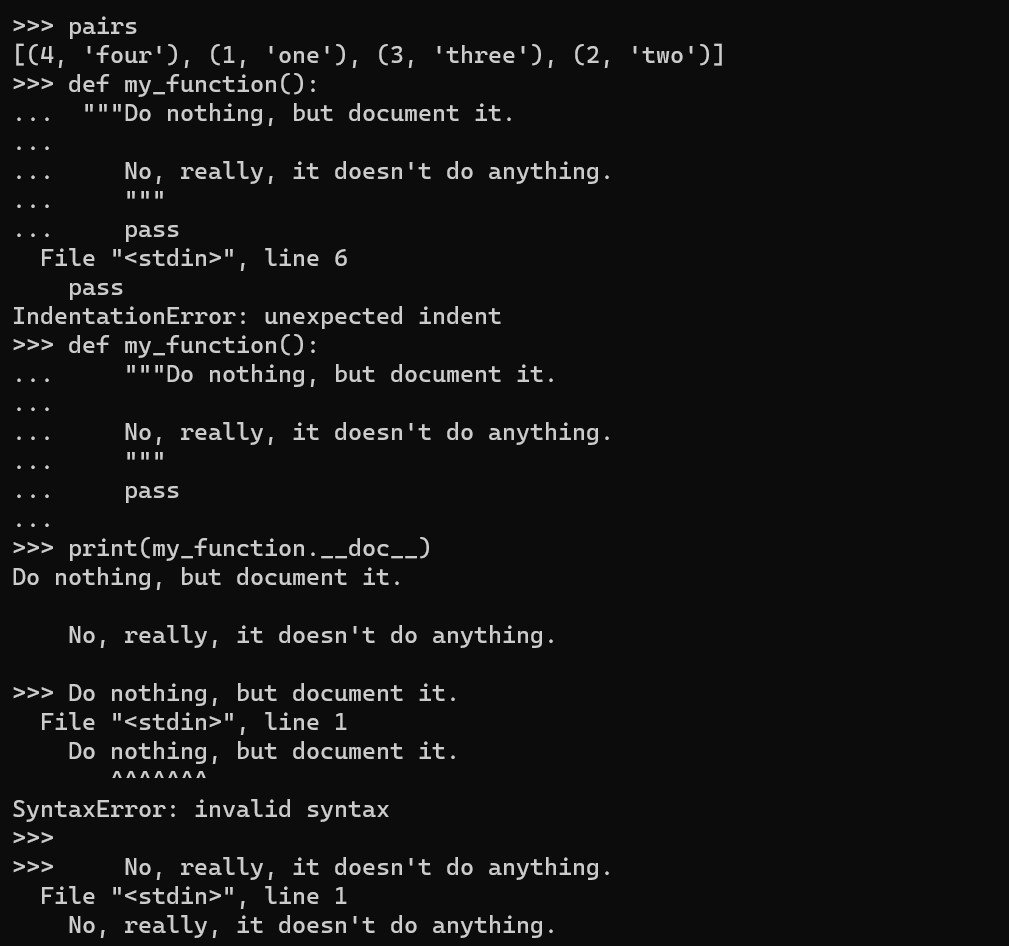 >>> pairs
[(4, 'four'), (1, 'one'), (3, 'three'), (2, 'two')]
>>> def my_function():
...  """Do nothing, but document it.
...
...     No, really, it doesn't do anything.
...     """
...     pass
  File "<stdin>", line 6
    pass
IndentationError: unexpected indent
>>> def my_function():
...     """Do nothing, but document it.
...
...     No, really, it doesn't do anything.
...     """
...     pass
...
>>> print(my_function.__doc__)
Do nothing, but document it.

    No, really, it doesn't do anything.

>>> Do nothing, but document it.
  File "<stdin>", line 1
    Do nothing, but document it.
       ^^^^^^^
SyntaxError: invalid syntax
>>>
>>>     No, really, it doesn't do anything.
  File "<stdin>", line 1
    No, really, it doesn't do anything.